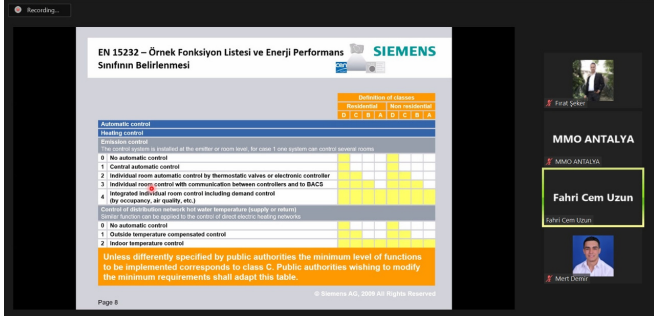 Recording...
EN 15232 – Örnek Fonksiyon Listesi ve Enerji Performans
Sınıfının Belirlenmesi
SIEMENS
cen
Definition of classes
Residential Non residential
D C B A D C B A
Automatic control
Heating control
Emission control
The control system is installed at the emitter or room level, for case 1 one system can control several rooms
0 No automatic control
1 Central automatic control
2 Individual room automatic control by thermostatic valves or electronic controller
3 Individual room control with communication between controllers and to BACS
4 Integrated individual room control including demand control
(by occupancy, air quality, etc.)
Control of distribution network hot water temperature (supply or return)
Similar function can be applied to the control of direct electric heating networks
0 No automatic control
1 Outside temperature compensated control
2 Indoor temperature control
Unless differently specified by public authorities the minimum level of functions
to be implemented corresponds to class C. Public authorities wishing to modify
the minimum requirements shall adapt this table.
© Siemens AG, 2009 All Rights Reserved
Page 8
Fırat Şeker
MMO ANTALYA
MMO ANTALYA
Fahri Cem Uzun
Fahri Cem Uzun
Mert Demir